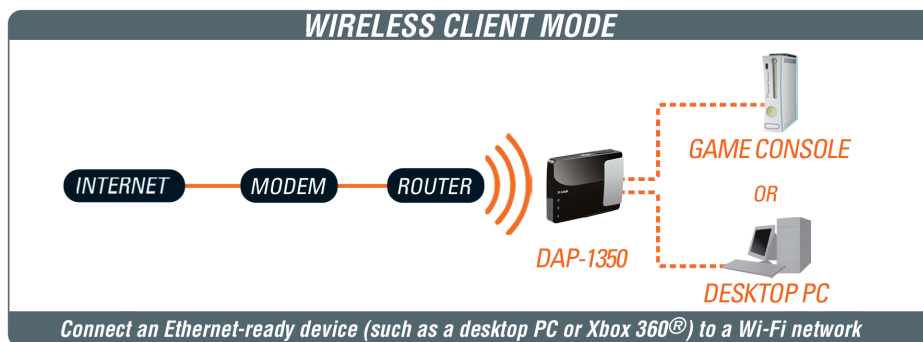 WIRELESS CLIENT MODE
GAME CONSOLE
INTERNET MODEM ROUTER
OR
D-Link
DAP-1350
DESKTOP PC
Connect an Ethernet-ready device (such as a desktop PC or Xbox 360®) to a Wi-Fi network